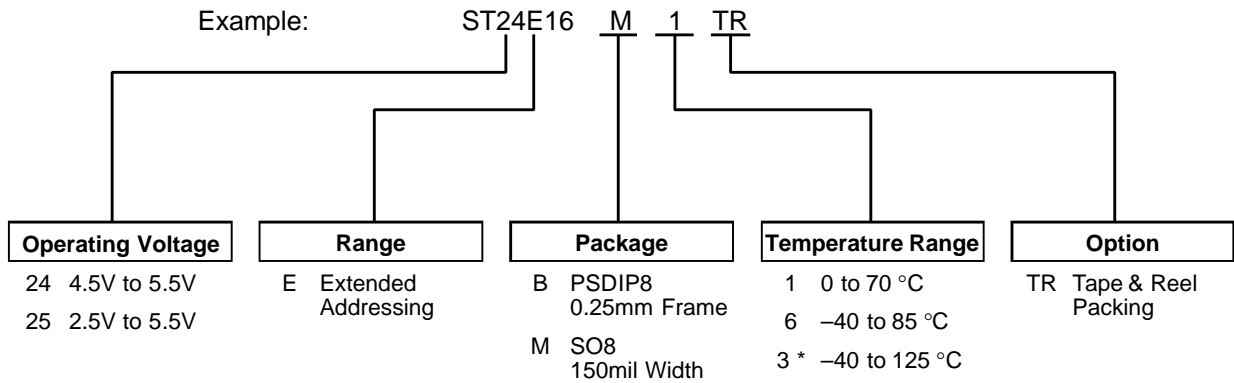 Example: ST24E16 M 1 TR
Operating Voltage
24 4.5V to 5.5V
25 2.5V to 5.5V
Range
E Extended
Addressing
Package
B PSDIP8
0.25mm Frame
M SO8
150mil Width
Temperature Range
1 0 to 70 °C
6 –40 to 85 °C
3 * –40 to 125 °C
Option
TR Tape & Reel
Packing